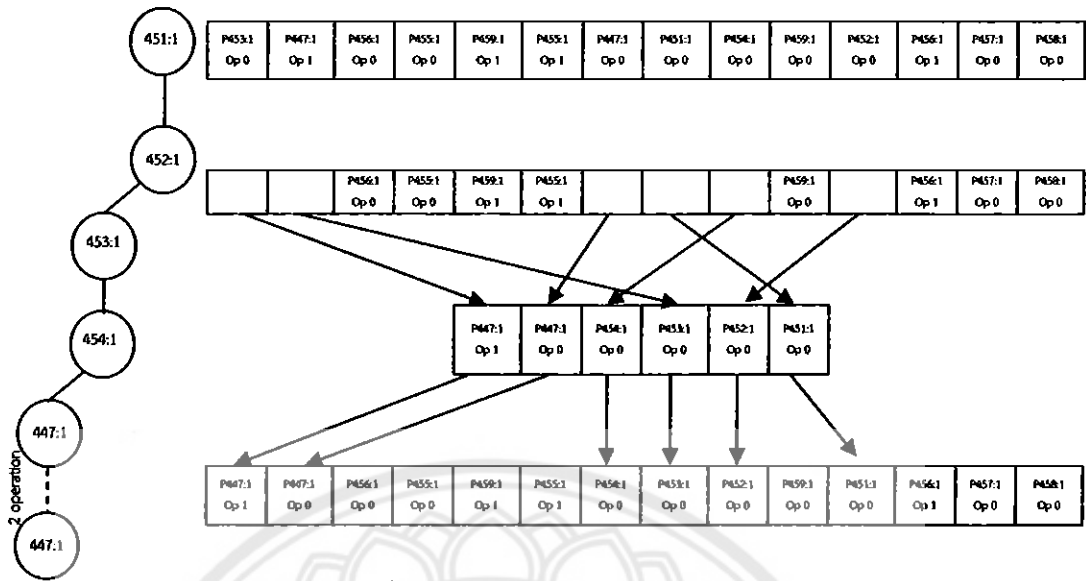 451:1
P453:1 P447:1 P456:1 P455:1 P459:1 P455:1 P447:1 P451:1 P454:1 P459:1 P452:1 P456:1 P457:1 P458:1
Op 0 Op 1 Op 0 Op 0 Op 1 Op 1 Op 0 Op 0 Op 0 Op 0 Op 0 Op 1 Op 0 Op 0
452:1
P456:1 P455:1 P459:1 P455:1 P459:1 P456:1 P457:1 P458:1
Op 0 Op 0 Op 1 Op 1 Op 0 Op 1 Op 0 Op 0
453:1
454:1
P447:1 P447:1 P454:1 P453:1 P452:1 P451:1
Op 1 Op 0 Op 0 Op 0 Op 0 Op 0
447:1
2 operation
P447:1 P447:1 P456:1 P455:1 P459:1 P455:1 P454:1 P453:1 P452:1 P459:1 P451:1 P456:1 P457:1 P458:1
Op 1 Op 0 Op 0 Op 0 Op 1 Op 1 Op 0 Op 0 Op 0 Op 0 Op 0 Op 1 Op 0 Op 0
447:1